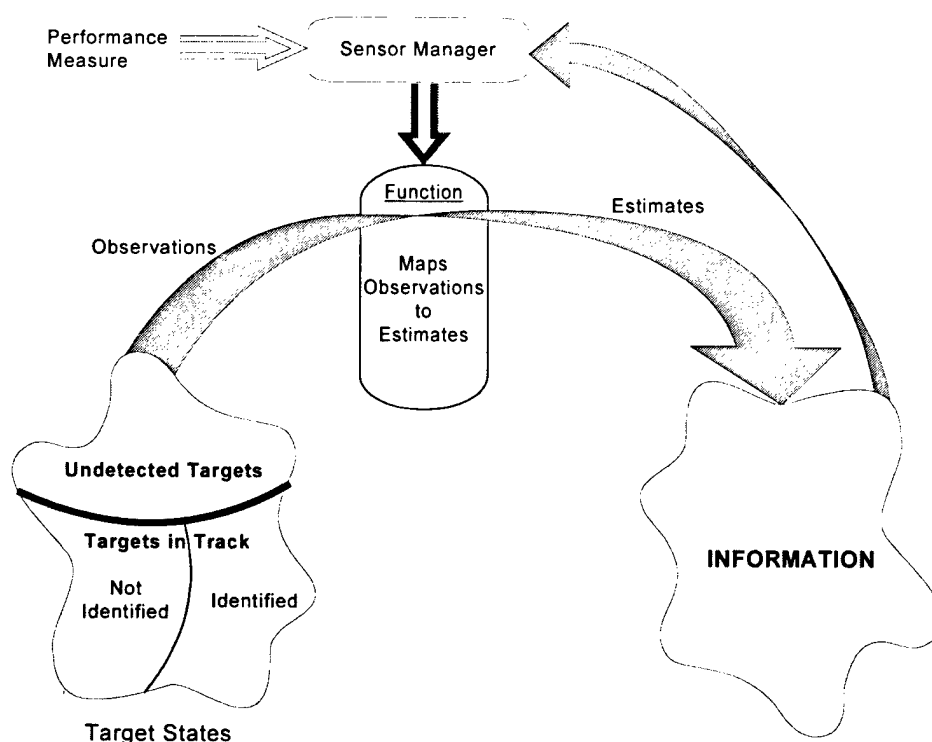 Performance
Measure
Sensor Manager
Function
Estimates
Observations
Maps
Observations
to
Estimates
Undetected Targets
Targets in Track
Not
Identified
Identified
INFORMATION
Target States